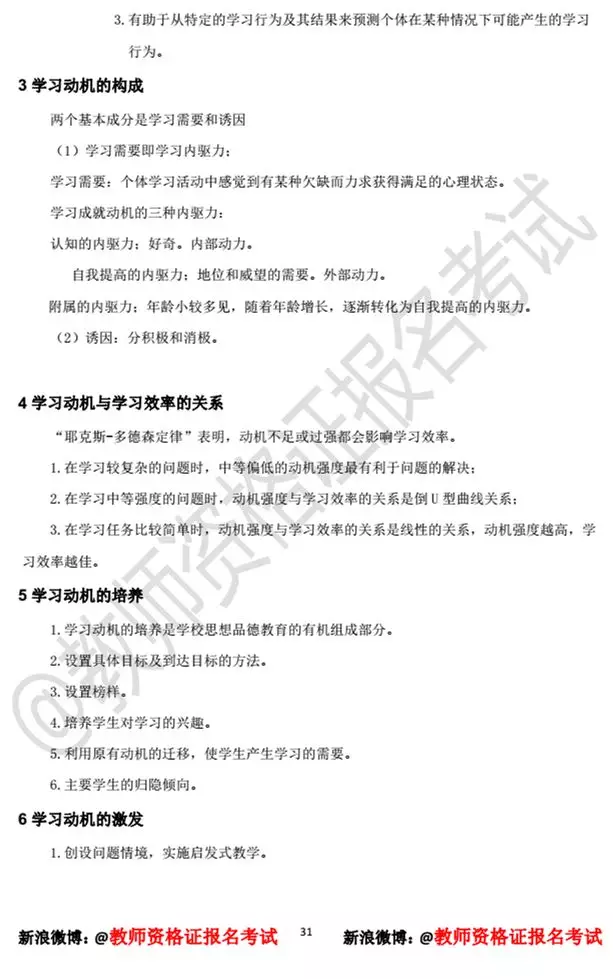 3.有助于从特定的学习行为及其结果来预测个体在某种情况下可能产生的学习
行为。
3 学习动机的构成
两个基本成分是学习需要和诱因
（1）学习需要即学习内驱力；
学习需要：个体学习活动中感觉到有某种欠缺而力求获得满足的心理状态。
学习成就动机的三种内驱力：
认知的内驱力；好奇。内部动力。
自我提高的内驱力；地位和威望的需要。外部动力。
附属的内驱力；年龄小较多见，随着年龄增长，逐渐转化为自我提高的内驱力。
（2）诱因：分积极和消极。
4 学习动机与学习效率的关系
“耶克斯-多德森定律”表明，动机不足或过强都会影响学习效率。
1.在学习较复杂的问题时，中等偏低的动机强度最有利于问题的解决；
2.在学习中等强度的问题时，动机强度与学习效率的关系是倒 U 型曲线关系；
3.在学习任务比较简单时，动机强度与学习效率的关系是线性的关系，动机强度越高，学
习效率越佳。
5 学习动机的培养
1.学习动机的培养是学校思想品德教育的有机组成部分。
2.设置具体目标及到达目标的方法。
3.设置榜样。
4.培养学生对学习的兴趣。
5.利用原有动机的迁移，使学生产生学习的需要。
6.主要学生的归隐倾向。
6 学习动机的激发
1.创设问题情境，实施启发式教学。
@教师资格证报名考试
新浪微博：@教师资格证报名考试 31 新浪微博：@教师资格证报名考试